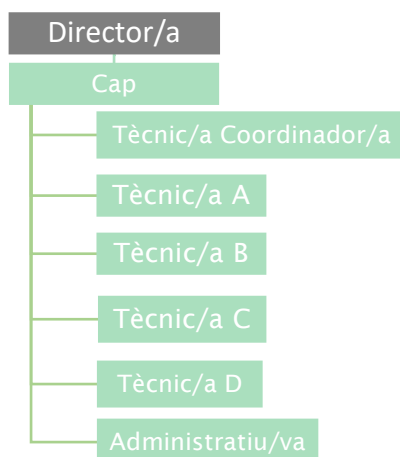 Director/a
Cap
Tècnic/a Coordinador/a
Tècnic/a A
Tècnic/a B
Tècnic/a C
Tècnic/a D
Administratiu/va